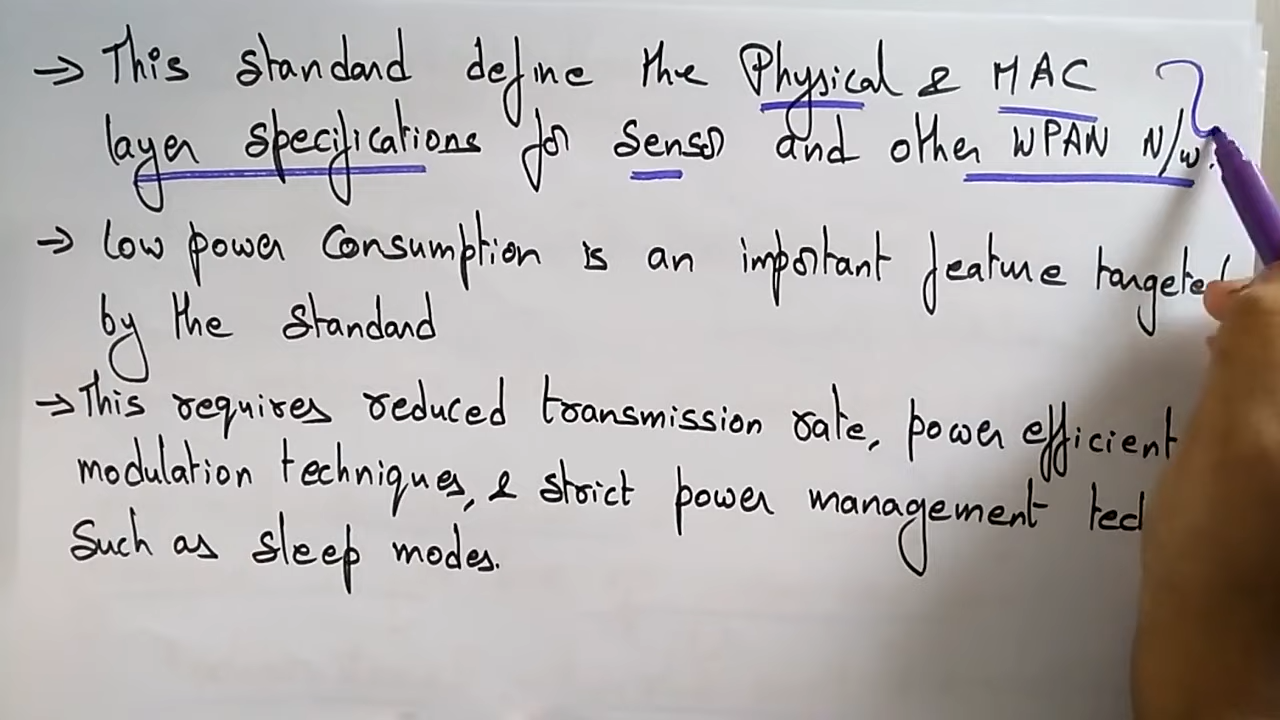 → This standard define the Physical & MAC
layer specifications for Sensor and other WPAN N/w.
→ Low power Consumption is an important feature targeted
by the standard
→ This requires reduced transmission rate, power efficient
modulation techniques, & strict power management
Such as sleep modes.